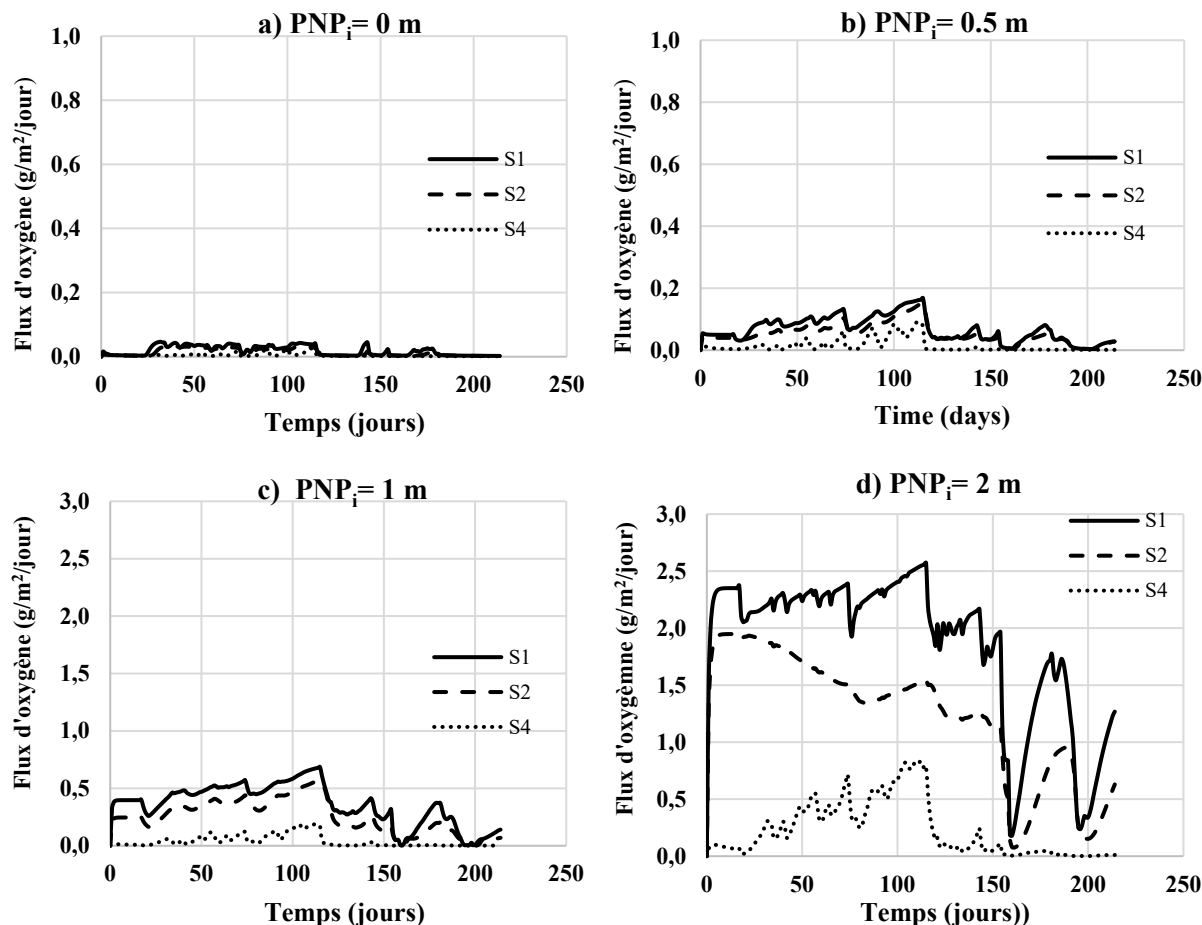 a) PNPi= 0 m
1,0
0,8
0,6
0,4
0,2
0,0
0
50
100
150
200
250
Flux d'oxygène (g/m²/jour)
Temps (jours)
S1
S2
S4
b) PNPi= 0.5 m
1,0
0,8
0,6
0,4
0,2
0,0
0
50
100
150
200
250
Flux d'oxygène (g/m²/jour)
Time (days)
S1
S2
S4
c) PNPi= 1 m
3,0
2,5
2,0
1,5
1,0
0,5
0,0
0
50
100
150
200
250
Flux d'oxygène (g/m²/jour)
Temps (jours)
S1
S2
S4
d) PNPi= 2 m
3,0
2,5
2,0
1,5
1,0
0,5
0,0
0
50
100
150
200
250
Flux d'oxygèmne (g/m²/jour)
Temps (jours))
S1
S2
S4